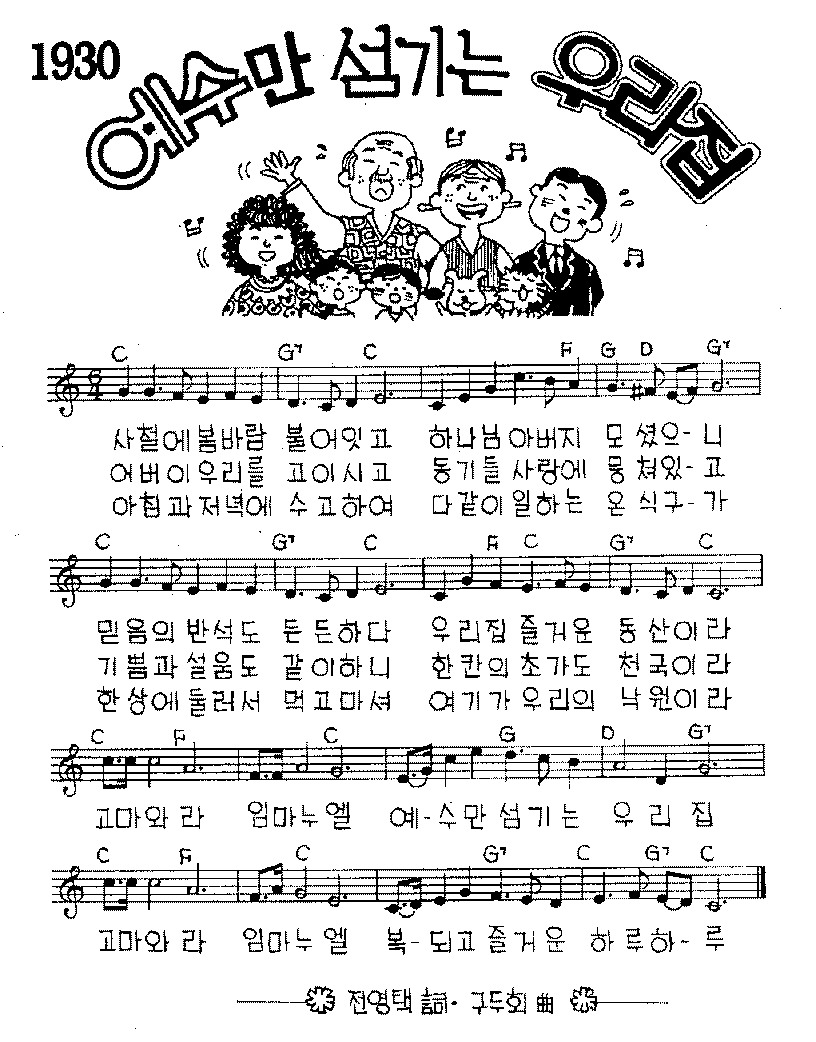 1930
예수만 섬기는 우리집
C G7 C F G D G7
사철에 봄바람 불어잇고 하나님아버지 모셨으-니
어버이우리를 고이시고 동기들사랑에 뭉쳐있-고
아침과저녁에 수고하여 다같이일하는 온식구-가
C G7 C F C G7 C
믿음의 반석도 든든하다 우리집 즐거운 동산이라
기쁨과 설움도 같이하니 한칸의 초가도 천국이라
한상에둘러서 먹고마셔 여기가 우리의 낙원이라
C F C G D G7
고마와라 임마누엘 예-수만 섬기는 우리집
C F C G7 C G7 C
고마와라 임마누엘 복-되고 즐거운 하루하-루
전영택 詞· 구두회 曲